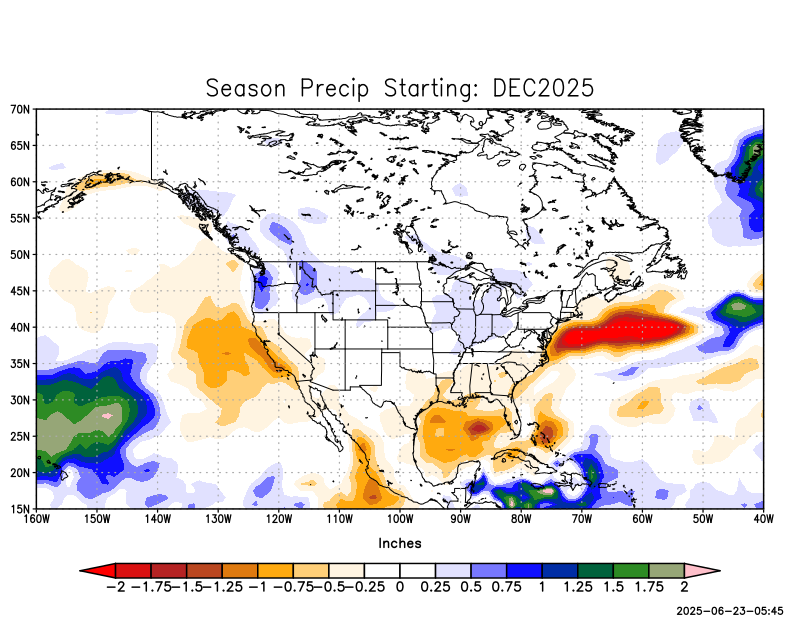 Season Precip Starting: DEC2025
70N
65N
60N
55N
50N
45N
40N
35N
30N
25N
20N
15N
160W 150W 140W 130W 120W 110W 100W 90W 80W 70W 60W 50W 40W
Inches
-2 -1.75 -1.5 -1.25 -1 -0.75 -0.5 -0.25 0 0.25 0.5 0.75 1 1.25 1.5 1.75 2
2025-06-23-05:45